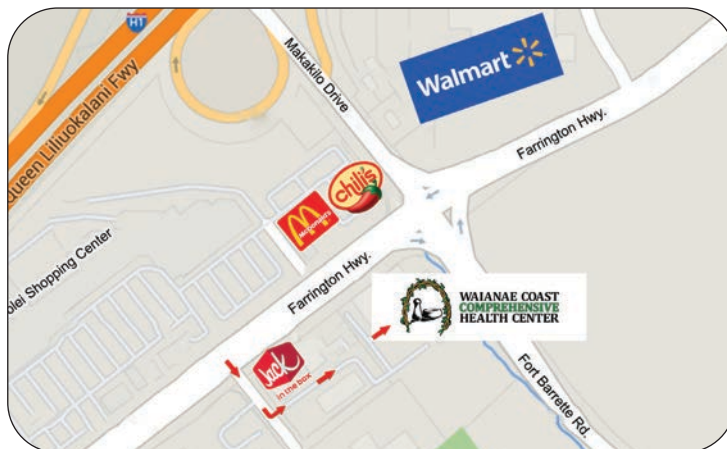 H1
Queen Liliuokalani Fwy
Makakilo Drive
Walmart
Farrington Hwy.
chili's
McDonald's
olei Shopping Center
Farrington Hwy.
WAIANAE COAST
COMPREHENSIVE
HEALTH CENTER
Jack
in the box
Fort Barrette Rd.